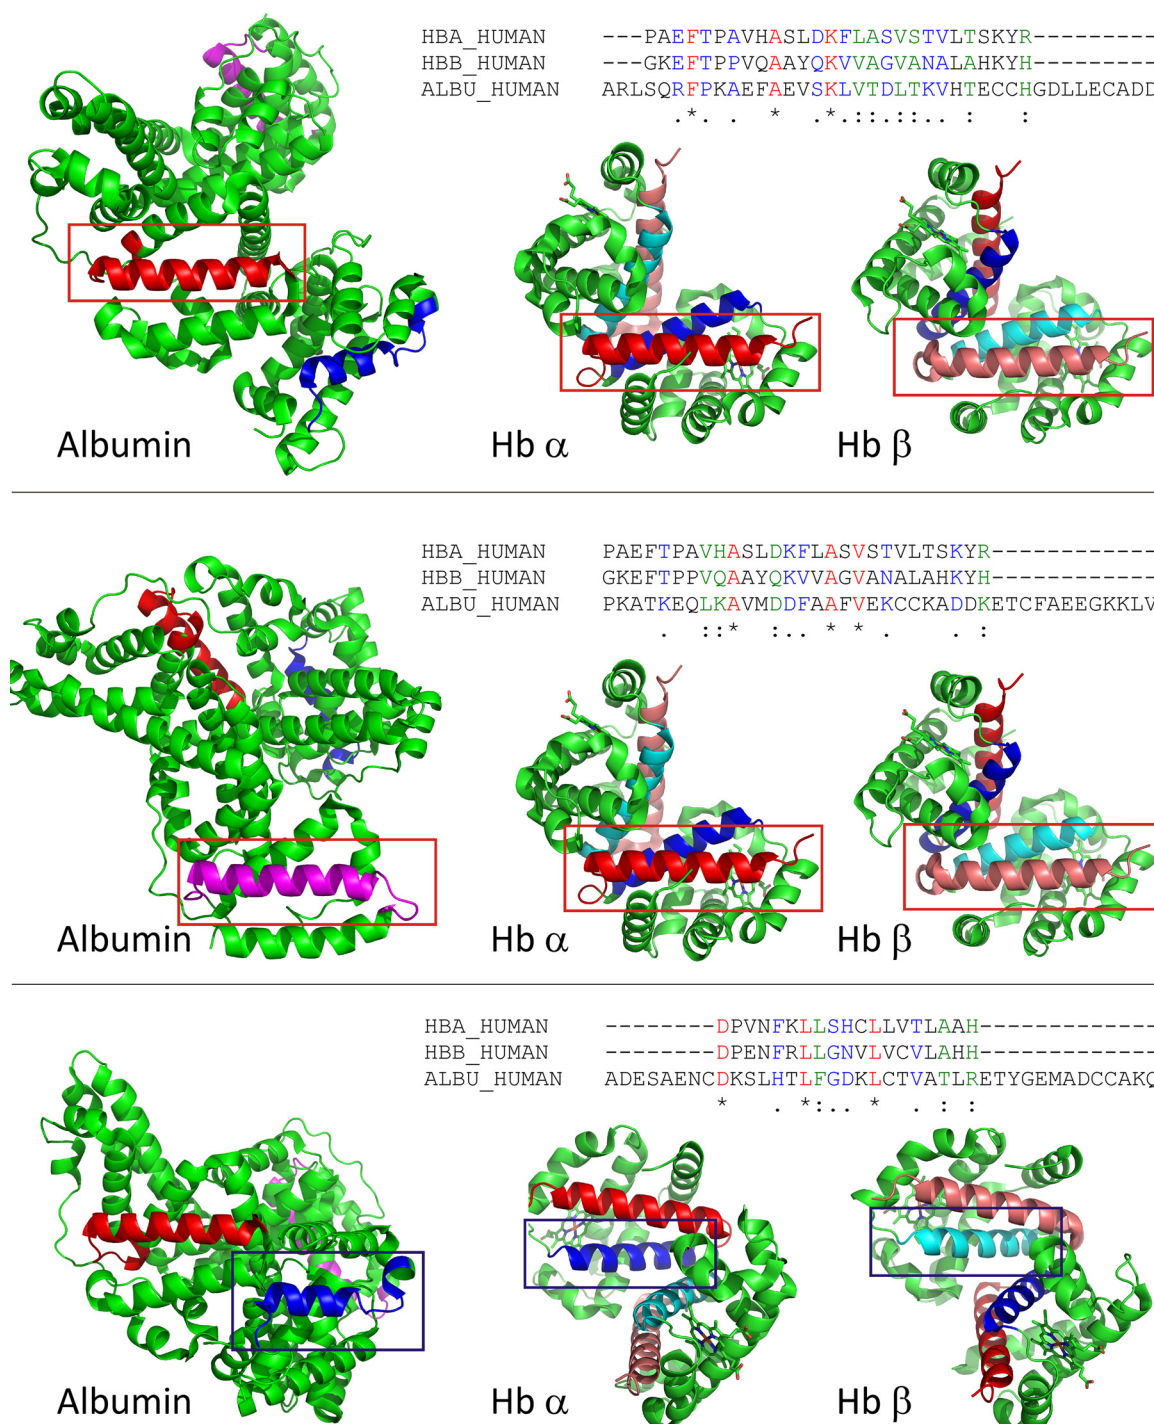 HBA_HUMAN ---PAEFTPAVHASLDKFLASVSTVLTSKYR---------
HBB_HUMAN ---GKEFTPPVQAAYQKVVAGVANALAHKYH---------
ALBU_HUMAN ARLSQRFPKAEFAEVSKLVTDLTKVHTECCHGDLLECADD
.*. .  *  .*.::.::.. :   :
Albumin
Hb α
Hb β
HBA_HUMAN PAEFTPAVHASLDKFLASVSTVLTSKYR------------
HBB_HUMAN GKEFTPPVQAAYQKVVAGVANALAHKYH------------
ALBU_HUMAN PKATKEQLKAVMDDFAAFVEKCCKADDKETCFAEEGKKLV
.  ::*  :.. * * .    . :
Albumin
Hb α
Hb β
HBA_HUMAN --------DPVNFKLLSHCLLVTLAAH-------------
HBB_HUMAN --------DPENFRLLGNVLVCVLAHH-------------
ALBU_HUMAN ADESAENCDKSLHTLFGDKLCTVATLRETYGEMADCCAKQ
*   . *:.. *  . : :
Albumin
Hb α
Hb β